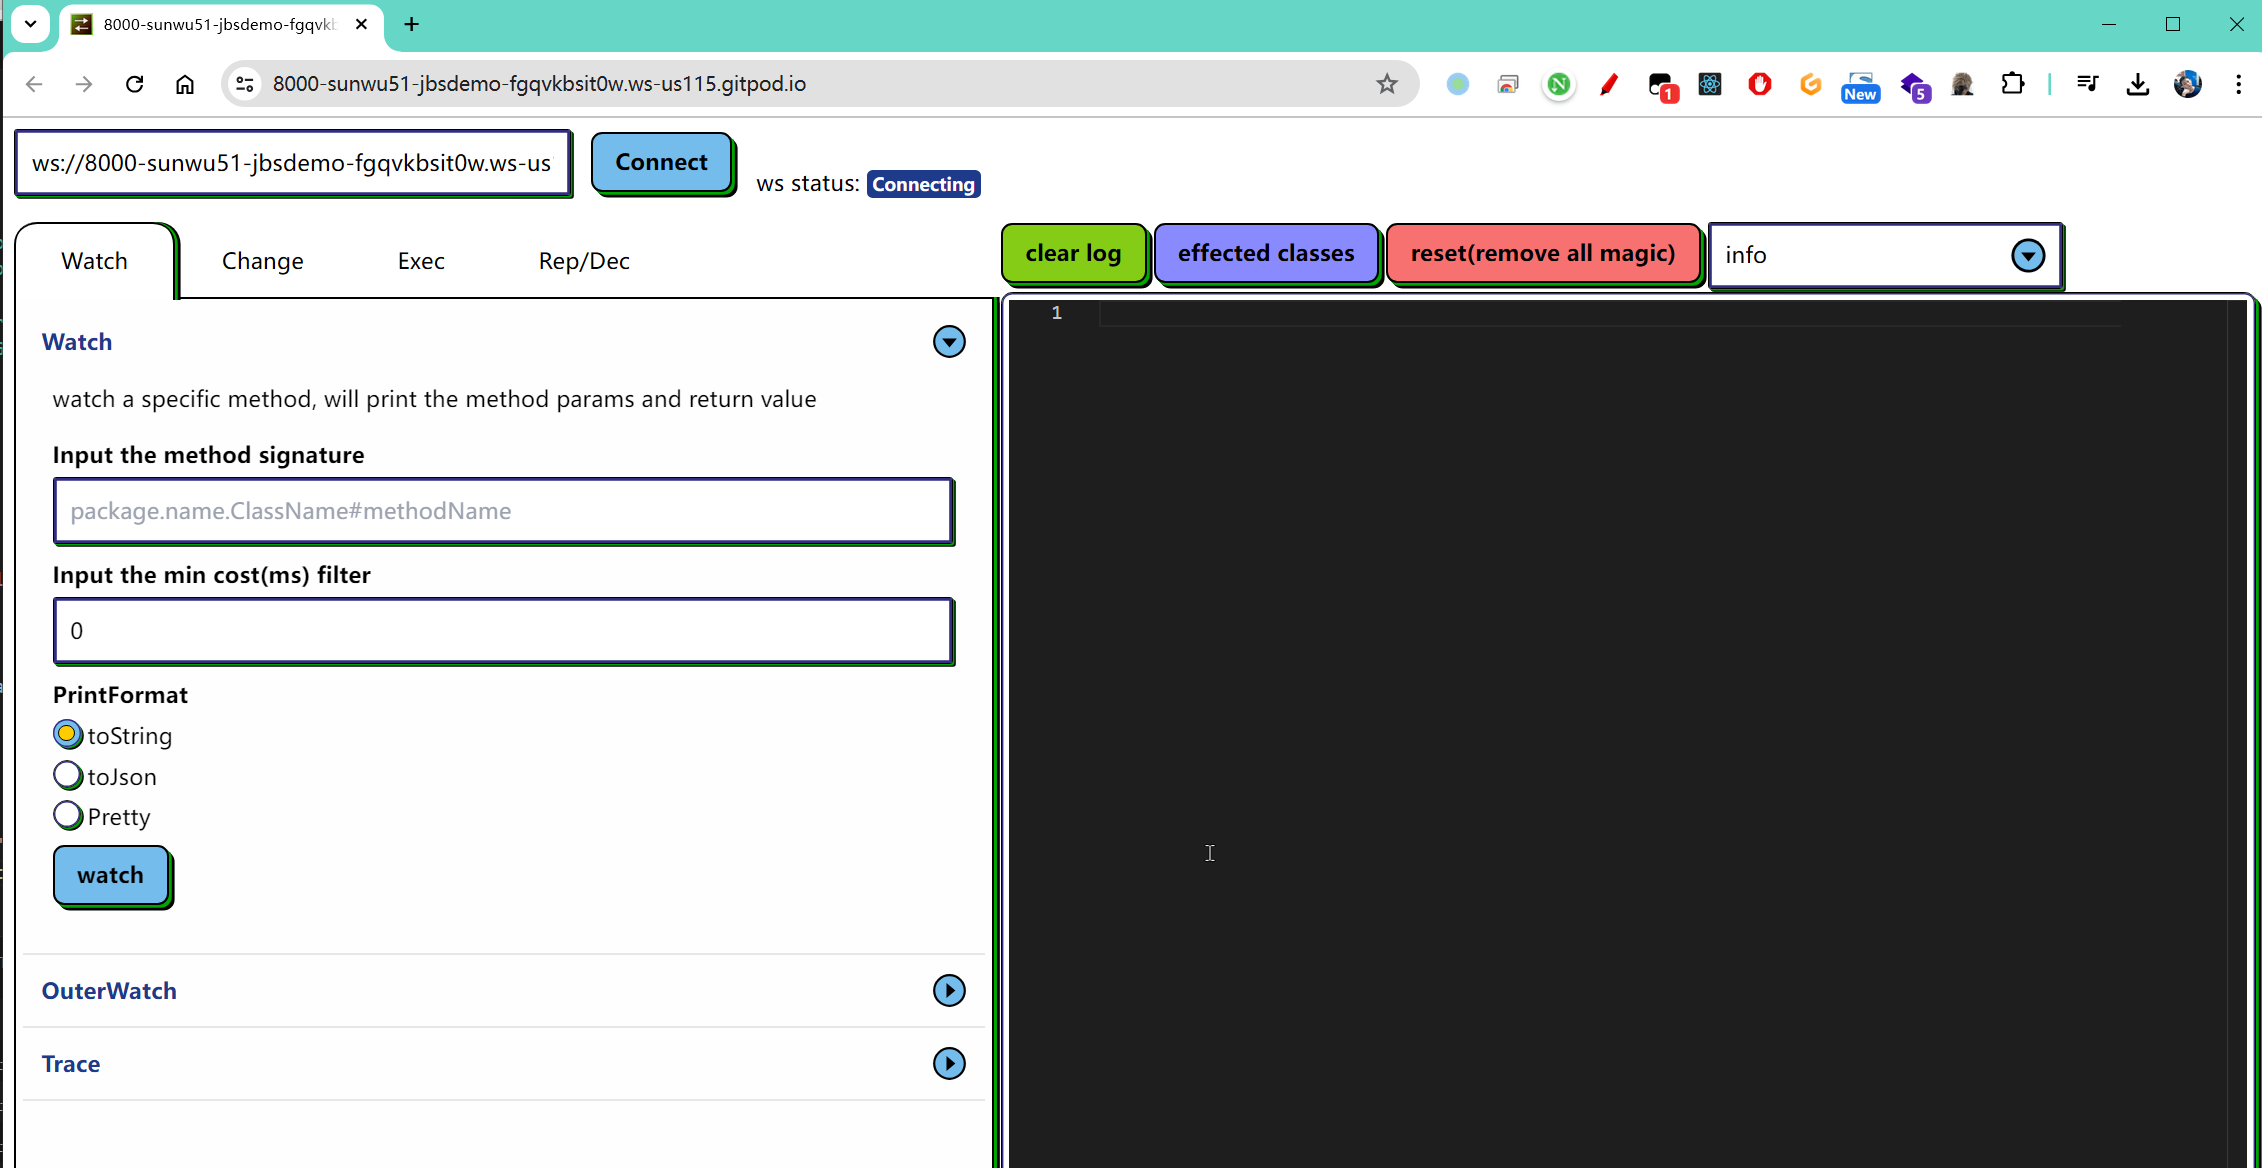 8000-sunwu51-jbsdemo-fgqvkb
8000-sunwu51-jbsdemo-fgqvkbsit0w.ws-us115.gitpod.io
1
New
5
ws://8000-sunwu51-jbsdemo-fgqvkbsit0w.ws-us
Connect
ws status: Connecting
Watch
Change
Exec
Rep/Dec
clear log
effected classes
reset(remove all magic)
info
Watch
watch a specific method, will print the method params and return value
Input the method signature
package.name.ClassName#methodName
Input the min cost(ms) filter
0
PrintFormat
toString
toJson
Pretty
watch
OuterWatch
Trace
1